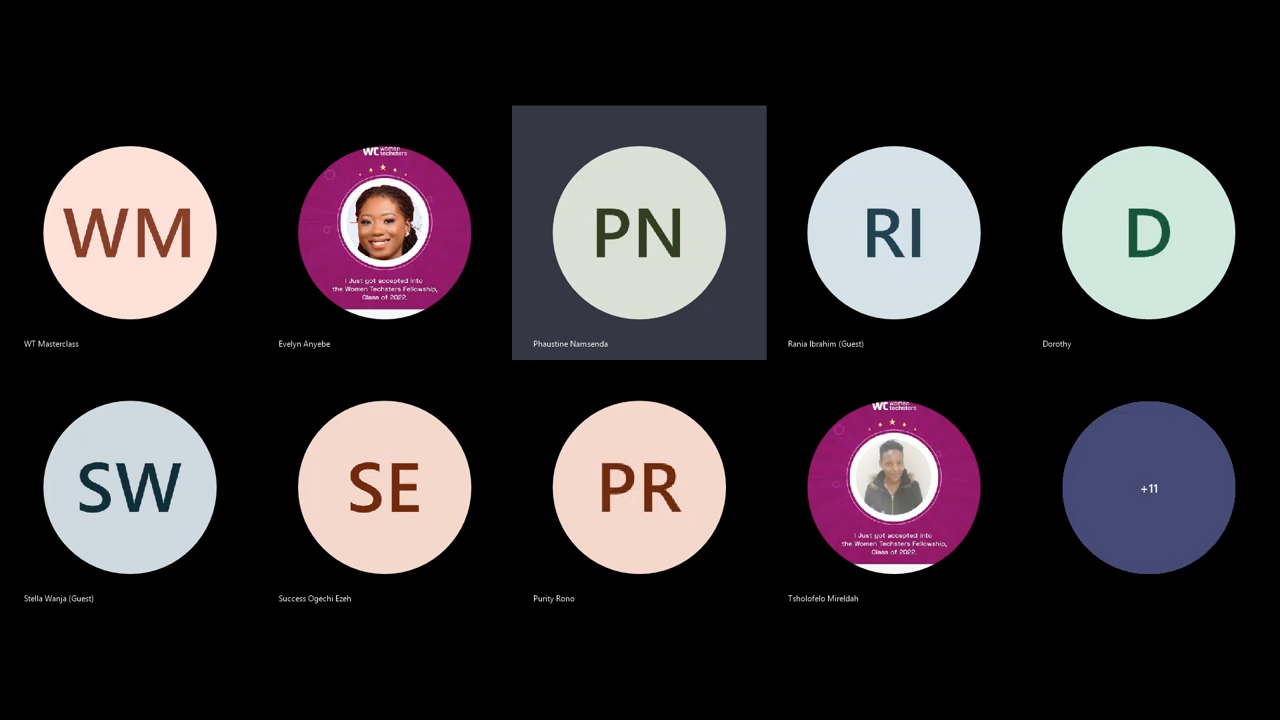 WM
WT Masterclass
WT women
techsters
I Just got accepted into
the Women Techsters Fellowship,
Class of 2022.
Evelyn Anyebe
PN
Phaustine Namsenda
RI
Rania Ibrahim (Guest)
D
Dorothy
SW
Stella Wanja (Guest)
SE
Success Ogechi Ezeh
PR
Purity Rono
WT women
techsters
I Just got accepted into
the Women Techsters Fellowship,
Class of 2022.
Tsholofelo Mireldah
+11